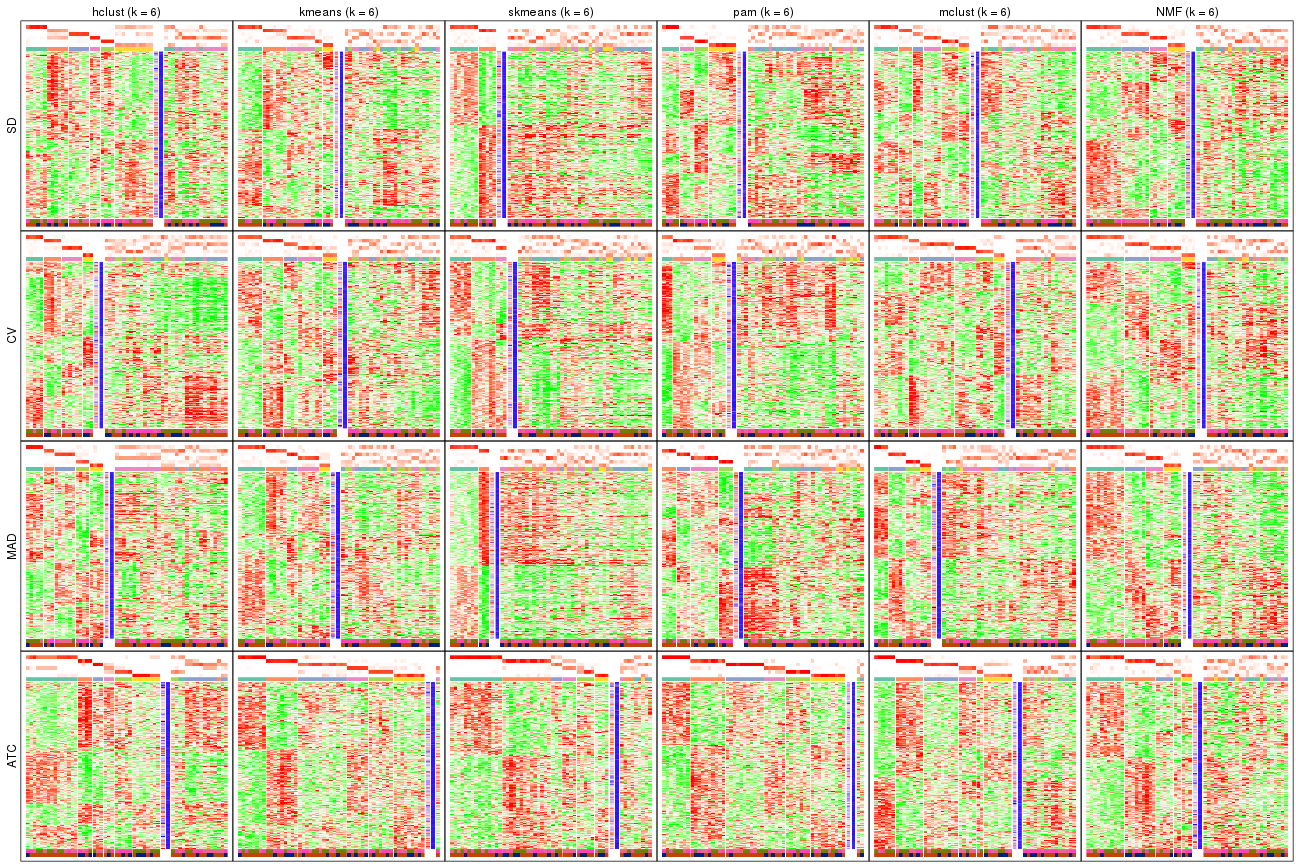 hclust (k = 6) kmeans (k = 6) skmeans (k = 6) pam (k = 6) mclust (k = 6) NMF (k = 6)
SD
CV
MAD
ATC